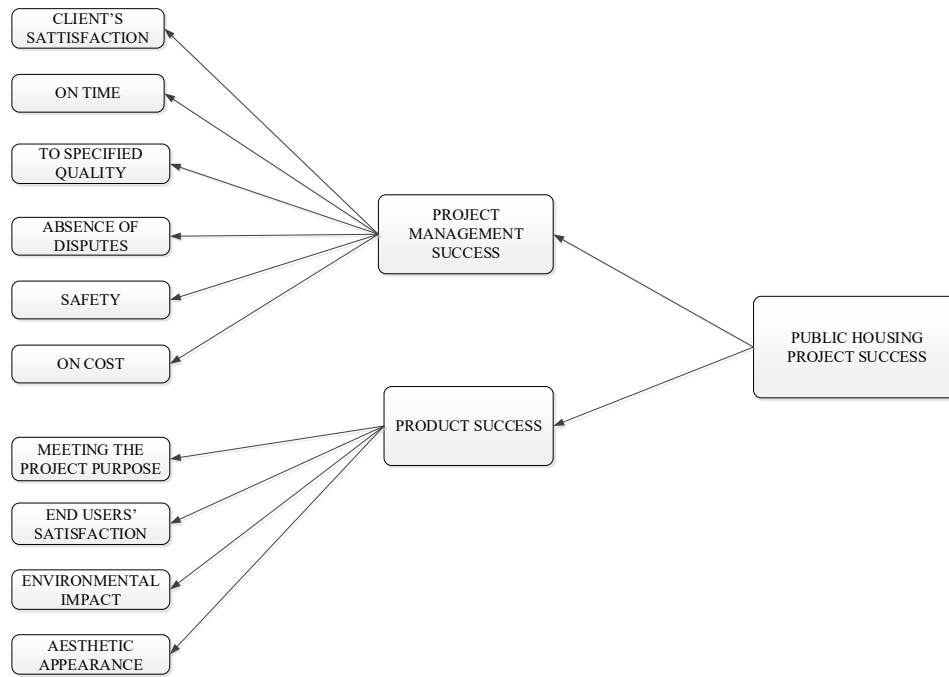 CLIENT’S
SATTISFACTION
ON TIME
TO SPECIFIED
QUALITY
ABSENCE OF
DISPUTES
SAFETY
ON COST
MEETING THE
PROJECT PURPOSE
END USERS’
SATISFACTION
ENVIRONMENTAL
IMPACT
AESTHETIC
APPEARANCE
PROJECT
MANAGEMENT
SUCCESS
PRODUCT SUCCESS
PUBLIC HOUSING
PROJECT SUCCESS